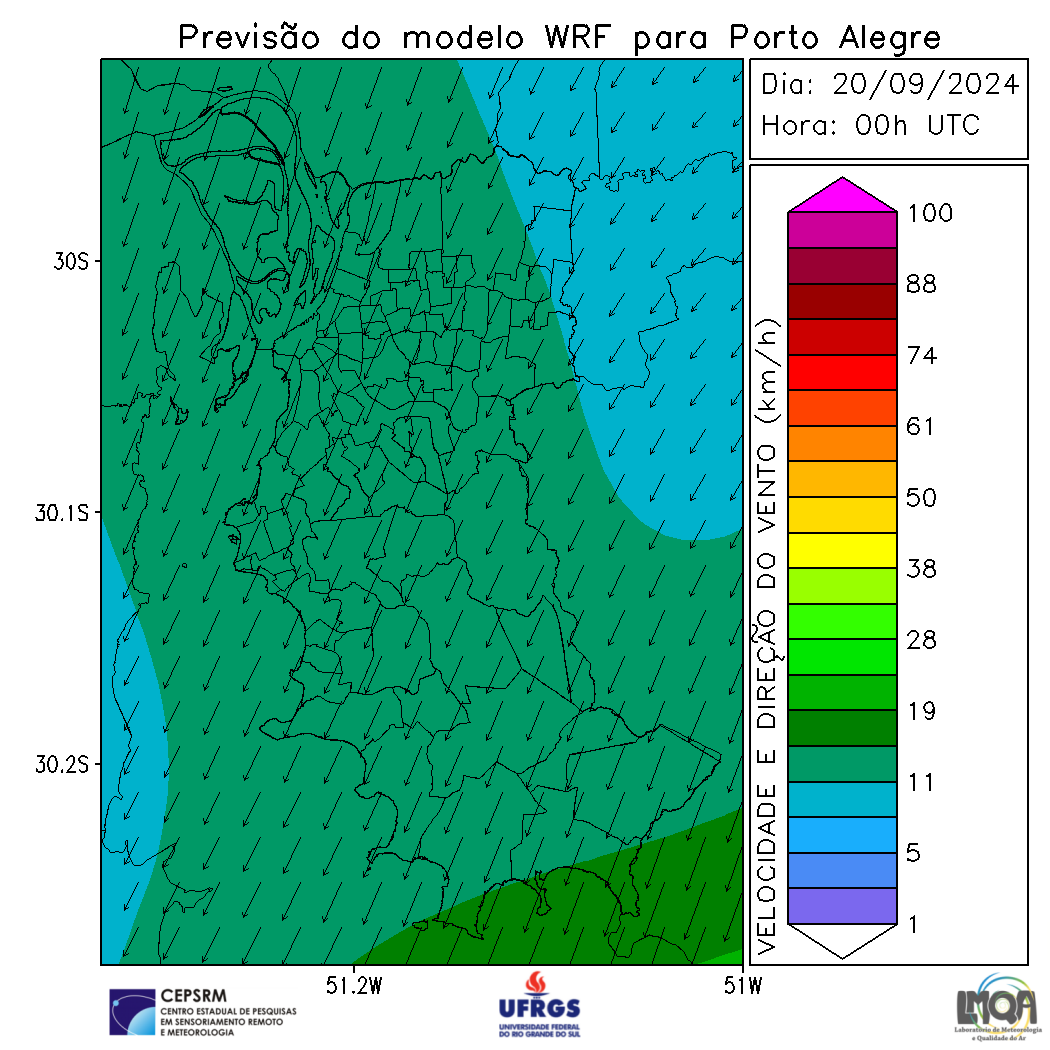 Previsão do modelo WRF para Porto Alegre
Dia: 20/09/2024
Hora: 00h UTC
30S
30.1S
30.2S
51.2W
51W
VELOCIDADE E DIREÇÃO DO VENTO (km/h)
100
88
74
61
50
38
28
19
11
5
1
CEPSRM
CENTRO ESTADUAL DE PESQUISAS
EM SENSORIAMENTO REMOTO
E METEOROLOGIA
UFRGS
UNIVERSIDADE FEDERAL
DO RIO GRANDE DO SUL
LMQA
Laboratório de Meteorologia
e Qualidade do Ar